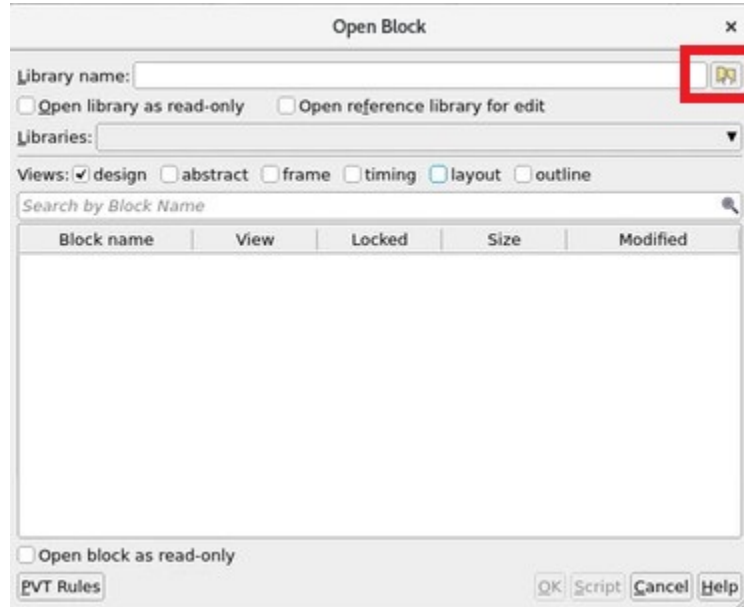 Open Block
Library name:
Open library as read-only Open reference library for edit
Libraries:
Views: design abstract frame timing layout outline
Search by Block Name
Block name View Locked Size Modified
Open block as read-only
PVT Rules OK Script Cancel Help